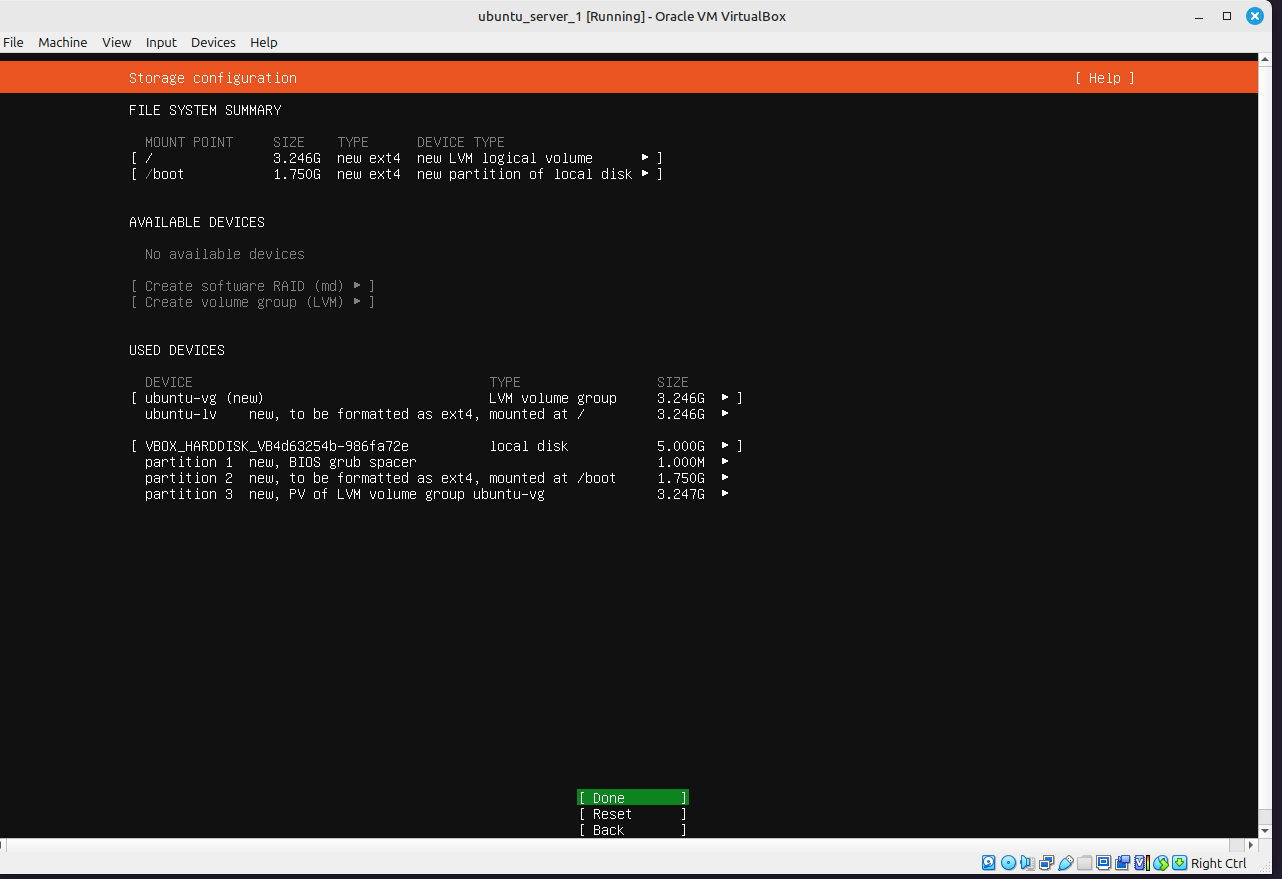 ubuntu_server_1 [Running] - Oracle VM VirtualBox
File Machine View Input Devices Help
Storage configuration [ Help ]
FILE SYSTEM SUMMARY
MOUNT POINT SIZE TYPE DEVICE TYPE
[ / 3.246G new ext4 new LVM logical volume ▸ ]
[ /boot 1.750G new ext4 new partition of local disk ▸ ]
AVAILABLE DEVICES
No available devices
[ Create software RAID (md) ▸ ]
[ Create volume group (LVM) ▸ ]
USED DEVICES
DEVICE TYPE SIZE
[ ubuntu-vg (new) LVM volume group 3.246G ▸ ]
ubuntu-lv new, to be formatted as ext4, mounted at / 3.246G ▸
[ VBOX_HARDDISK_VB4d63254b-986fa72e local disk 5.000G ▸ ]
partition 1 new, BIOS grub spacer 1.000M ▸
partition 2 new, to be formatted as ext4, mounted at /boot 1.750G ▸
partition 3 new, PV of LVM volume group ubuntu-vg 3.247G ▸
[ Done ]
[ Reset ]
[ Back ]
Right Ctrl